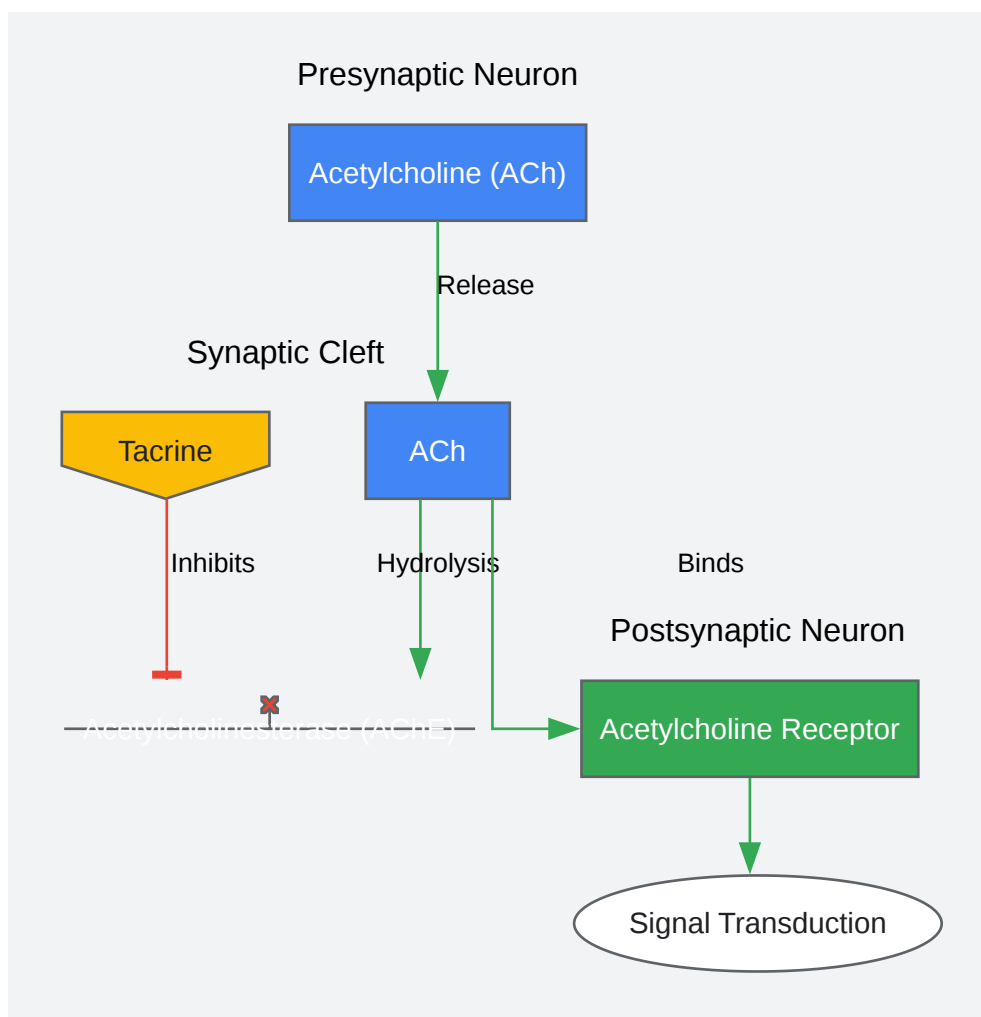 Presynaptic Neuron
Acetylcholine (ACh)
Release
Synaptic Cleft
Tacrine
ACh
Inhibits
Hydrolysis
Binds
Postsynaptic Neuron
Acetylcholinesterase (AChE)
Acetylcholine Receptor
Signal Transduction